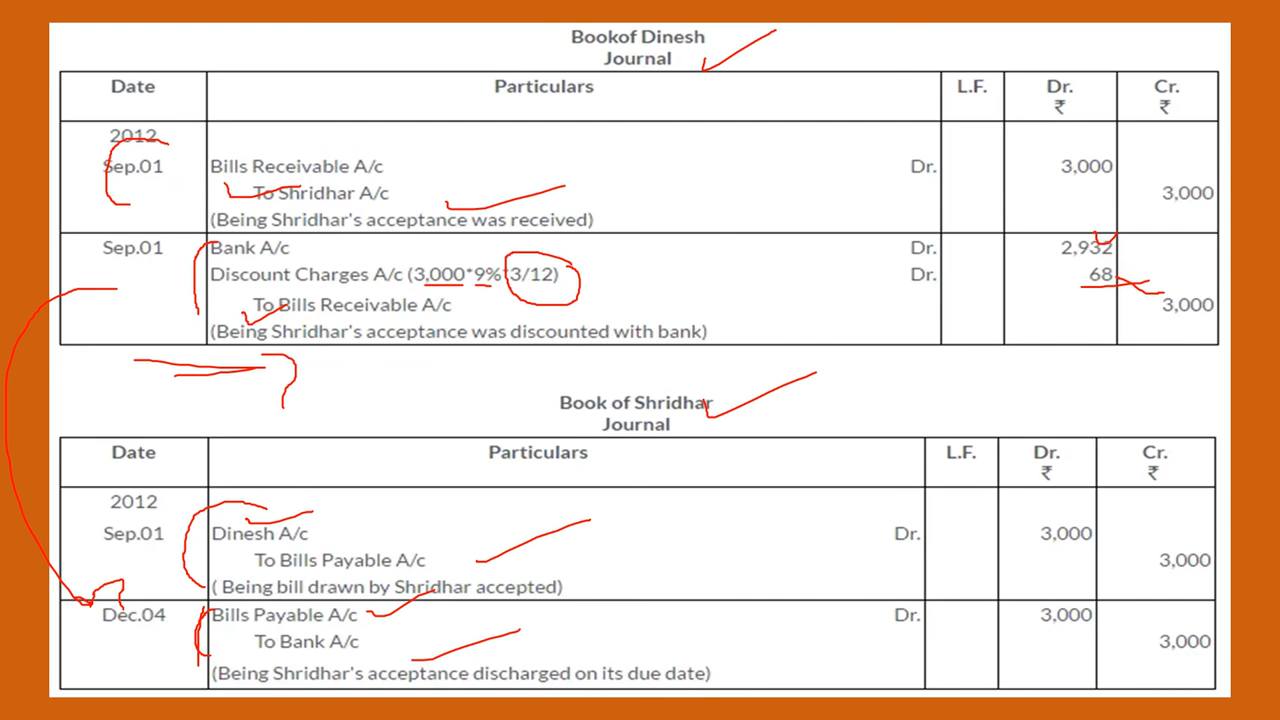 Bookof Dinesh
Journal
Date Particulars L.F. Dr. Cr.
₹ ₹
2012
Sep.01 Bills Receivable A/c Dr. 3,000
To Shridhar A/c 3,000
(Being Shridhar's acceptance was received)
Sep.01 Bank A/c Dr. 2,932
Discount Charges A/c (3,000*9%*3/12) Dr. 68
To Bills Receivable A/c 3,000
(Being Shridhar's acceptance was discounted with bank)
Book of Shridhar
Journal
Date Particulars L.F. Dr. Cr.
₹ ₹
2012
Sep.01 Dinesh A/c Dr. 3,000
To Bills Payable A/c 3,000
( Being bill drawn by Shridhar accepted)
Dec.04 Bills Payable A/c Dr. 3,000
To Bank A/c 3,000
(Being Shridhar's acceptance discharged on its due date)